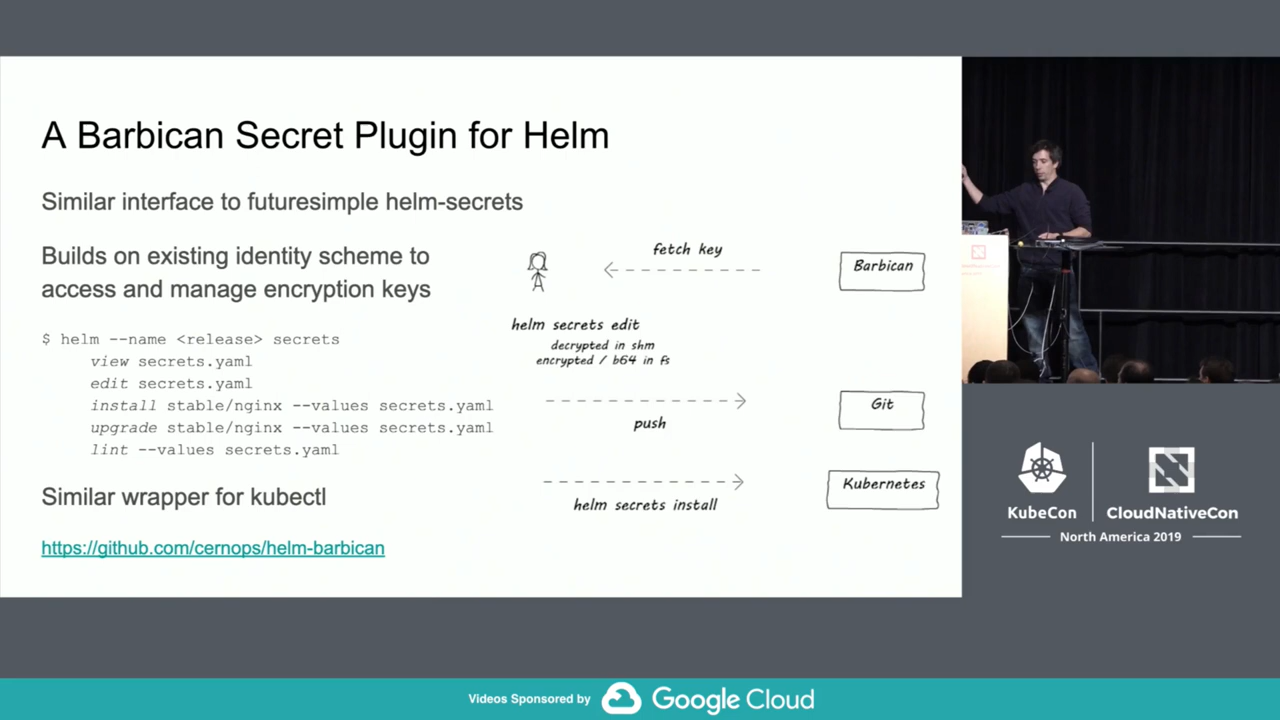 A Barbican Secret Plugin for Helm
Similar interface to futuresimple helm-secrets
Builds on existing identity scheme to
access and manage encryption keys
$ helm --name <release> secrets
view secrets.yaml
edit secrets.yaml
install stable/nginx --values secrets.yaml
upgrade stable/nginx --values secrets.yaml
lint --values secrets.yaml
Similar wrapper for kubectl
https://github.com/cernops/helm-barbican
fetch key
Barbican
helm secrets edit
decrypted in shm
encrypted / b64 in fs
push
Git
helm secrets install
Kubernetes
KubeCon
CloudNativeCon
North America 2019
Videos Sponsored by
Google Cloud